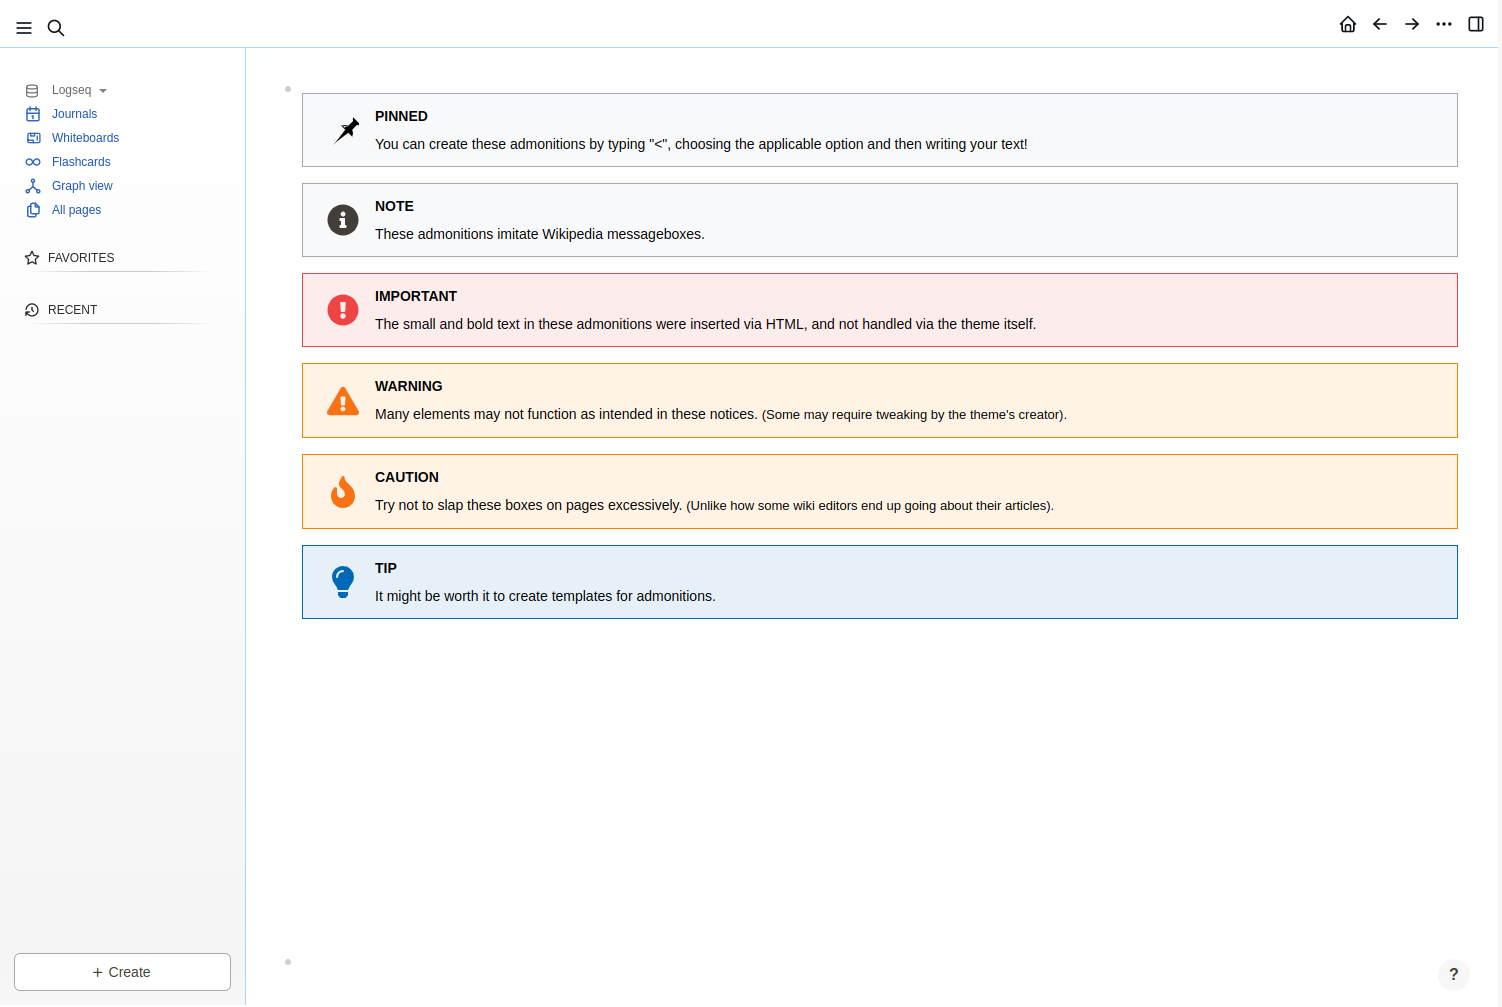 Logseq
Journals
Whiteboards
Flashcards
Graph view
All pages
FAVORITES
RECENT
+ Create
PINNED
You can create these admonitions by typing "<", choosing the applicable option and then writing your text!
NOTE
These admonitions imitate Wikipedia messageboxes.
IMPORTANT
The small and bold text in these admonitions were inserted via HTML, and not handled via the theme itself.
WARNING
Many elements may not function as intended in these notices. (Some may require tweaking by the theme's creator).
CAUTION
Try not to slap these boxes on pages excessively. (Unlike how some wiki editors end up going about their articles).
TIP
It might be worth it to create templates for admonitions.
?